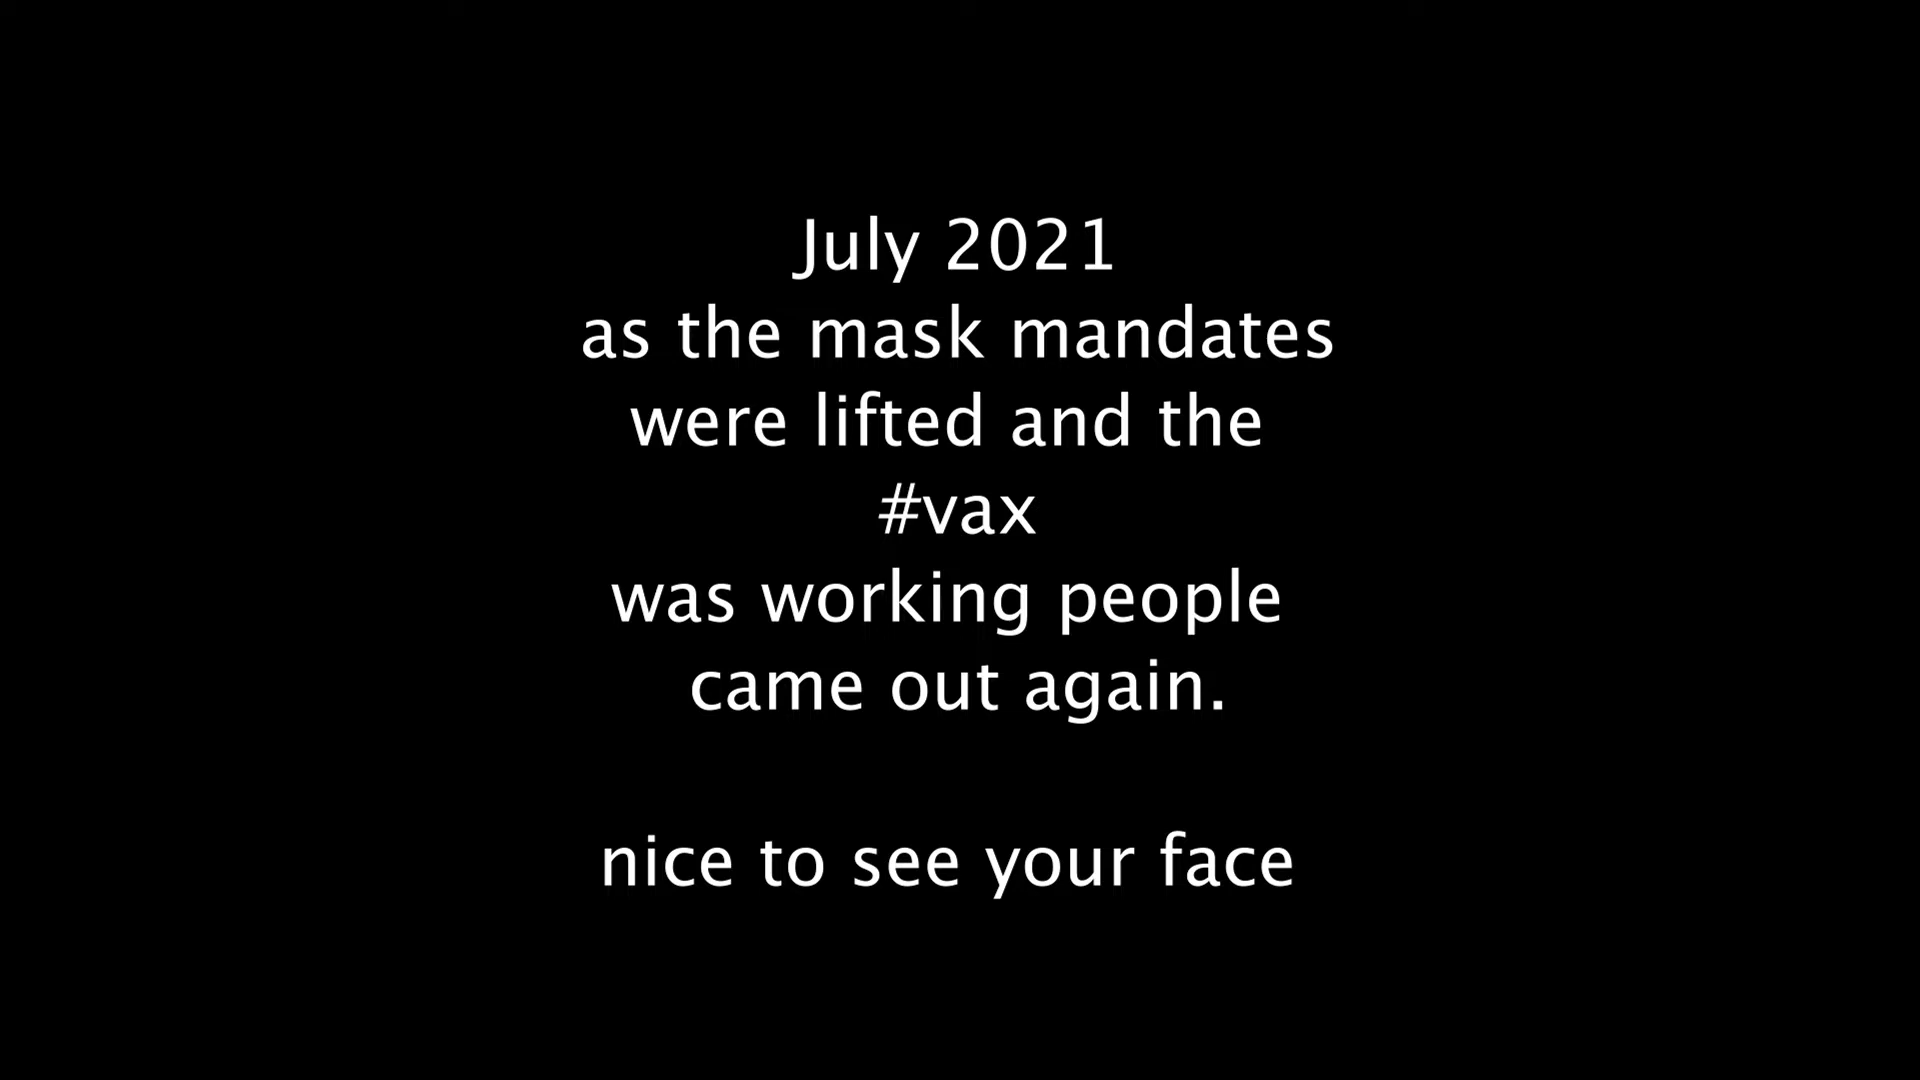 July 2021
as the mask mandates
were lifted and the
#vax
was working people
came out again.
nice to see your face